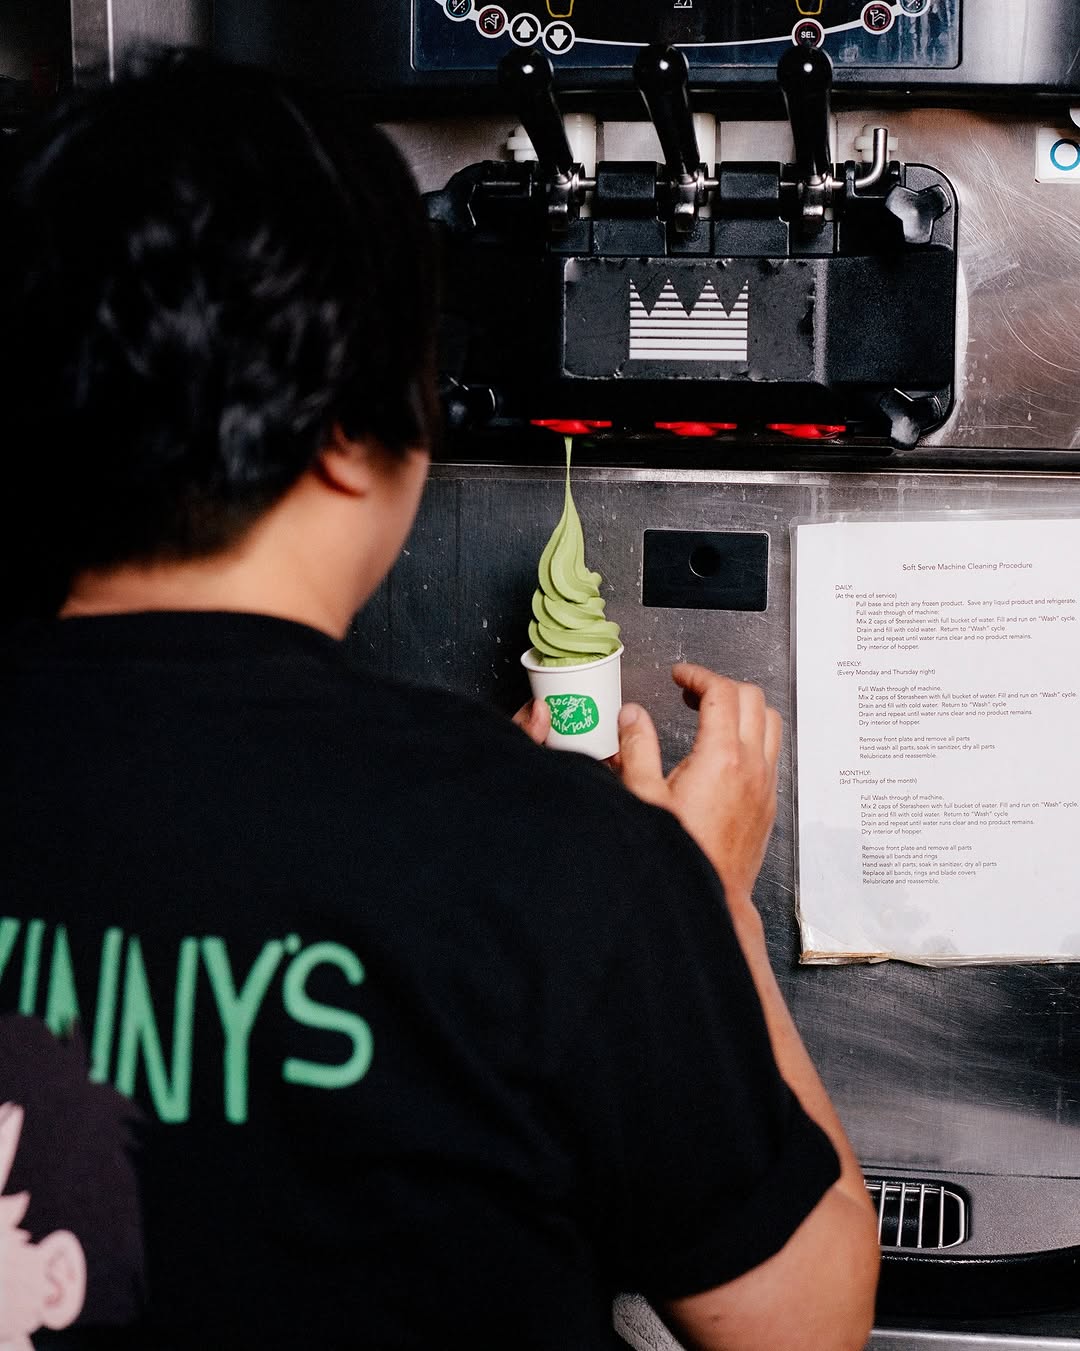 SEL
Soft Serve Machine Cleaning Procedure
DAILY:
(At the end of service)
Pull base and pitch any frozen product. Save any liquid product and refrigerate.
Full wash through of machine:
Mix 2 caps of Sterasheen with full bucket of water. Fill and run on "Wash" cycle.
Drain and fill with cold water. Return to "Wash" cycle
Drain and repeat until water runs clear and no product remains.
Dry interior of hopper.
WEEKLY:
(Every Monday and Thursday night)
Full Wash through of machine.
Mix 2 caps of Sterasheen with full bucket of water. Fill and run on "Wash" cycle.
Drain and fill with cold water. Return to "Wash" cycle
Drain and repeat until water runs clear and no product remains.
Dry interior of hopper.
Remove front plate and remove all parts
Hand wash all parts, soak in sanitizer, dry all parts
Relubricate and reassemble.
MONTHLY:
(3rd Thursday of the month)
Full Wash through of machine.
Mix 2 caps of Sterasheen with full bucket of water. Fill and run on "Wash" cycle.
Drain and fill with cold water. Return to "Wash" cycle
Drain and repeat until water runs clear and no product remains.
Dry interior of hopper.
Remove front plate and remove all parts
Remove all bands and rings
Hand wash all parts, soak in sanitizer, dry all parts
Replace all bands, rings and blade covers
Relubricate and reassemble.
ROCKY'S
VINNY'S